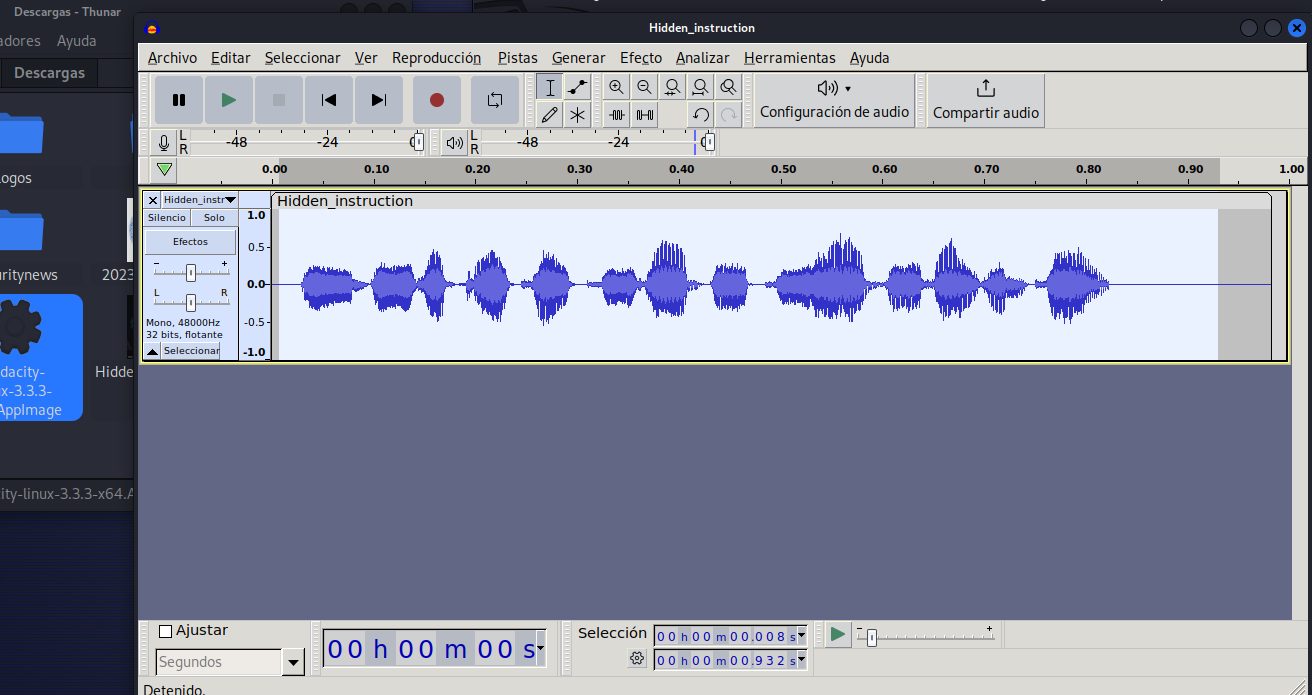 Descargas - Thunar
adores Ayuda
Descargas
ogos
uritynews
2023
dacity-
ux-3.3.3-
AppImage
Hidde
ity-linux-3.3.3-x64.A
Hidden_instruction
Archivo Editar Seleccionar Ver Reproducción Pistas Generar Efecto Analizar Herramientas Ayuda
Configuración de audio
Compartir audio
L
R
-48 -24 0
L
R
-48 -24 0
0.00 0.10 0.20 0.30 0.40 0.50 0.60 0.70 0.80 0.90 1.00
Hidden_instr
Hidden_instruction
Silencio Solo
Efectos
- +
L R
Mono, 48000Hz
32 bits, flotante
Seleccionar
1.0
0.5
0.0
-0.5
-1.0
Ajustar
Segundos
00 h 00 m 00 s
Selección
00 h 00 m 00.008 s
00 h 00 m 00.932 s
- +
Detenido.